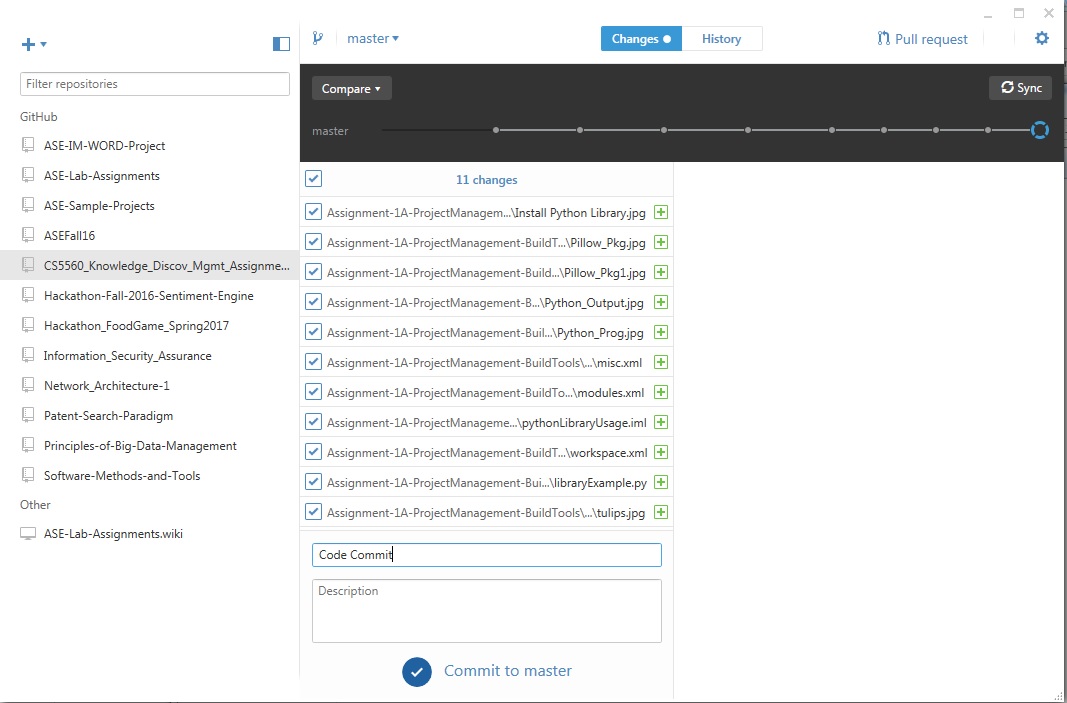 master
Changes
History
Pull request
Filter repositories
GitHub
ASE-IM-WORD-Project
ASE-Lab-Assignments
ASE-Sample-Projects
ASEFall16
CS5560_Knowledge_Discov_Mgmt_Assignme...
Hackathon-Fall-2016-Sentiment-Engine
Hackathon_FoodGame_Spring2017
Information_Security_Assurance
Network_Architecture-1
Patent-Search-Paradigm
Principles-of-Big-Data-Management
Software-Methods-and-Tools
Other
ASE-Lab-Assignments.wiki
Compare
Sync
master
11 changes
Assignment-1A-ProjectManagem...\Install Python Library.jpg
Assignment-1A-ProjectManagement-BuildT...\Pillow_Pkg.jpg
Assignment-1A-ProjectManagement-Build...\Pillow_Pkg1.jpg
Assignment-1A-ProjectManagement-B...\Python_Output.jpg
Assignment-1A-ProjectManagement-Buil...\Python_Prog.jpg
Assignment-1A-ProjectManagement-BuildTools\...\misc.xml
Assignment-1A-ProjectManagement-BuildTo...\modules.xml
Assignment-1A-ProjectManageme...\pythonLibraryUsage.iml
Assignment-1A-ProjectManagement-BuildT...\workspace.xml
Assignment-1A-ProjectManagement-Bui...\libraryExample.py
Assignment-1A-ProjectManagement-BuildTools\...\tulips.jpg
Code Commit
Description
Commit to master